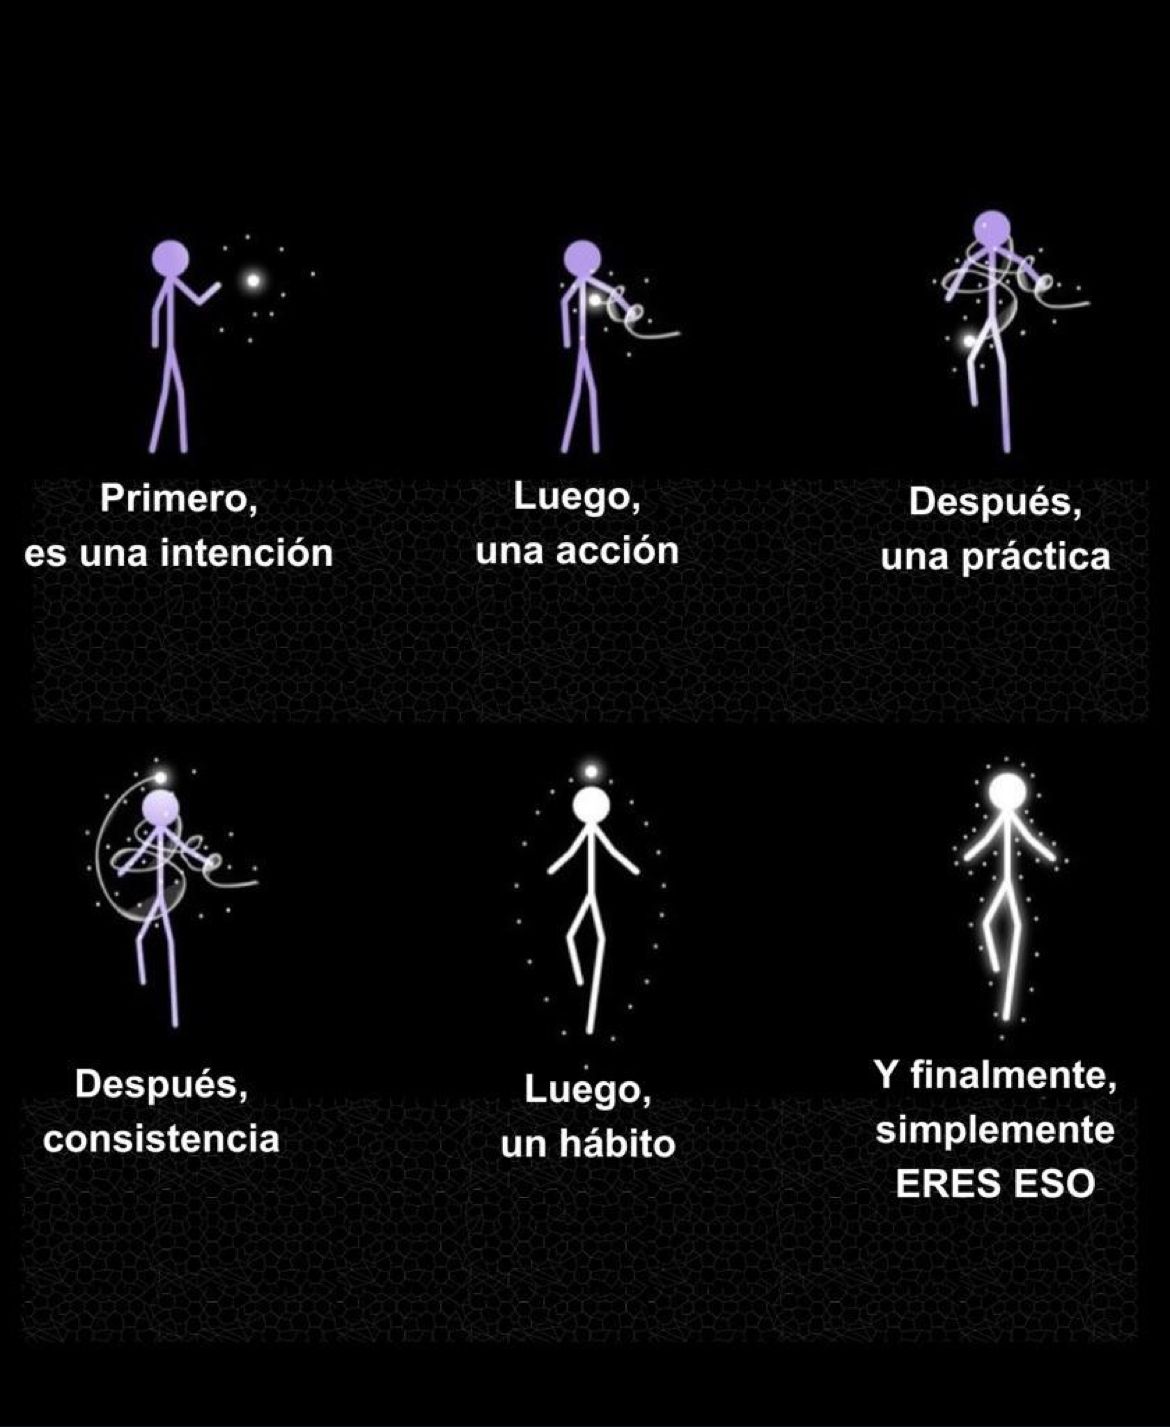 Primero,
es una intención
Luego,
una acción
Después,
una práctica
Después,
consistencia
Luego,
un hábito
Y finalmente,
simplemente
ERES ESO